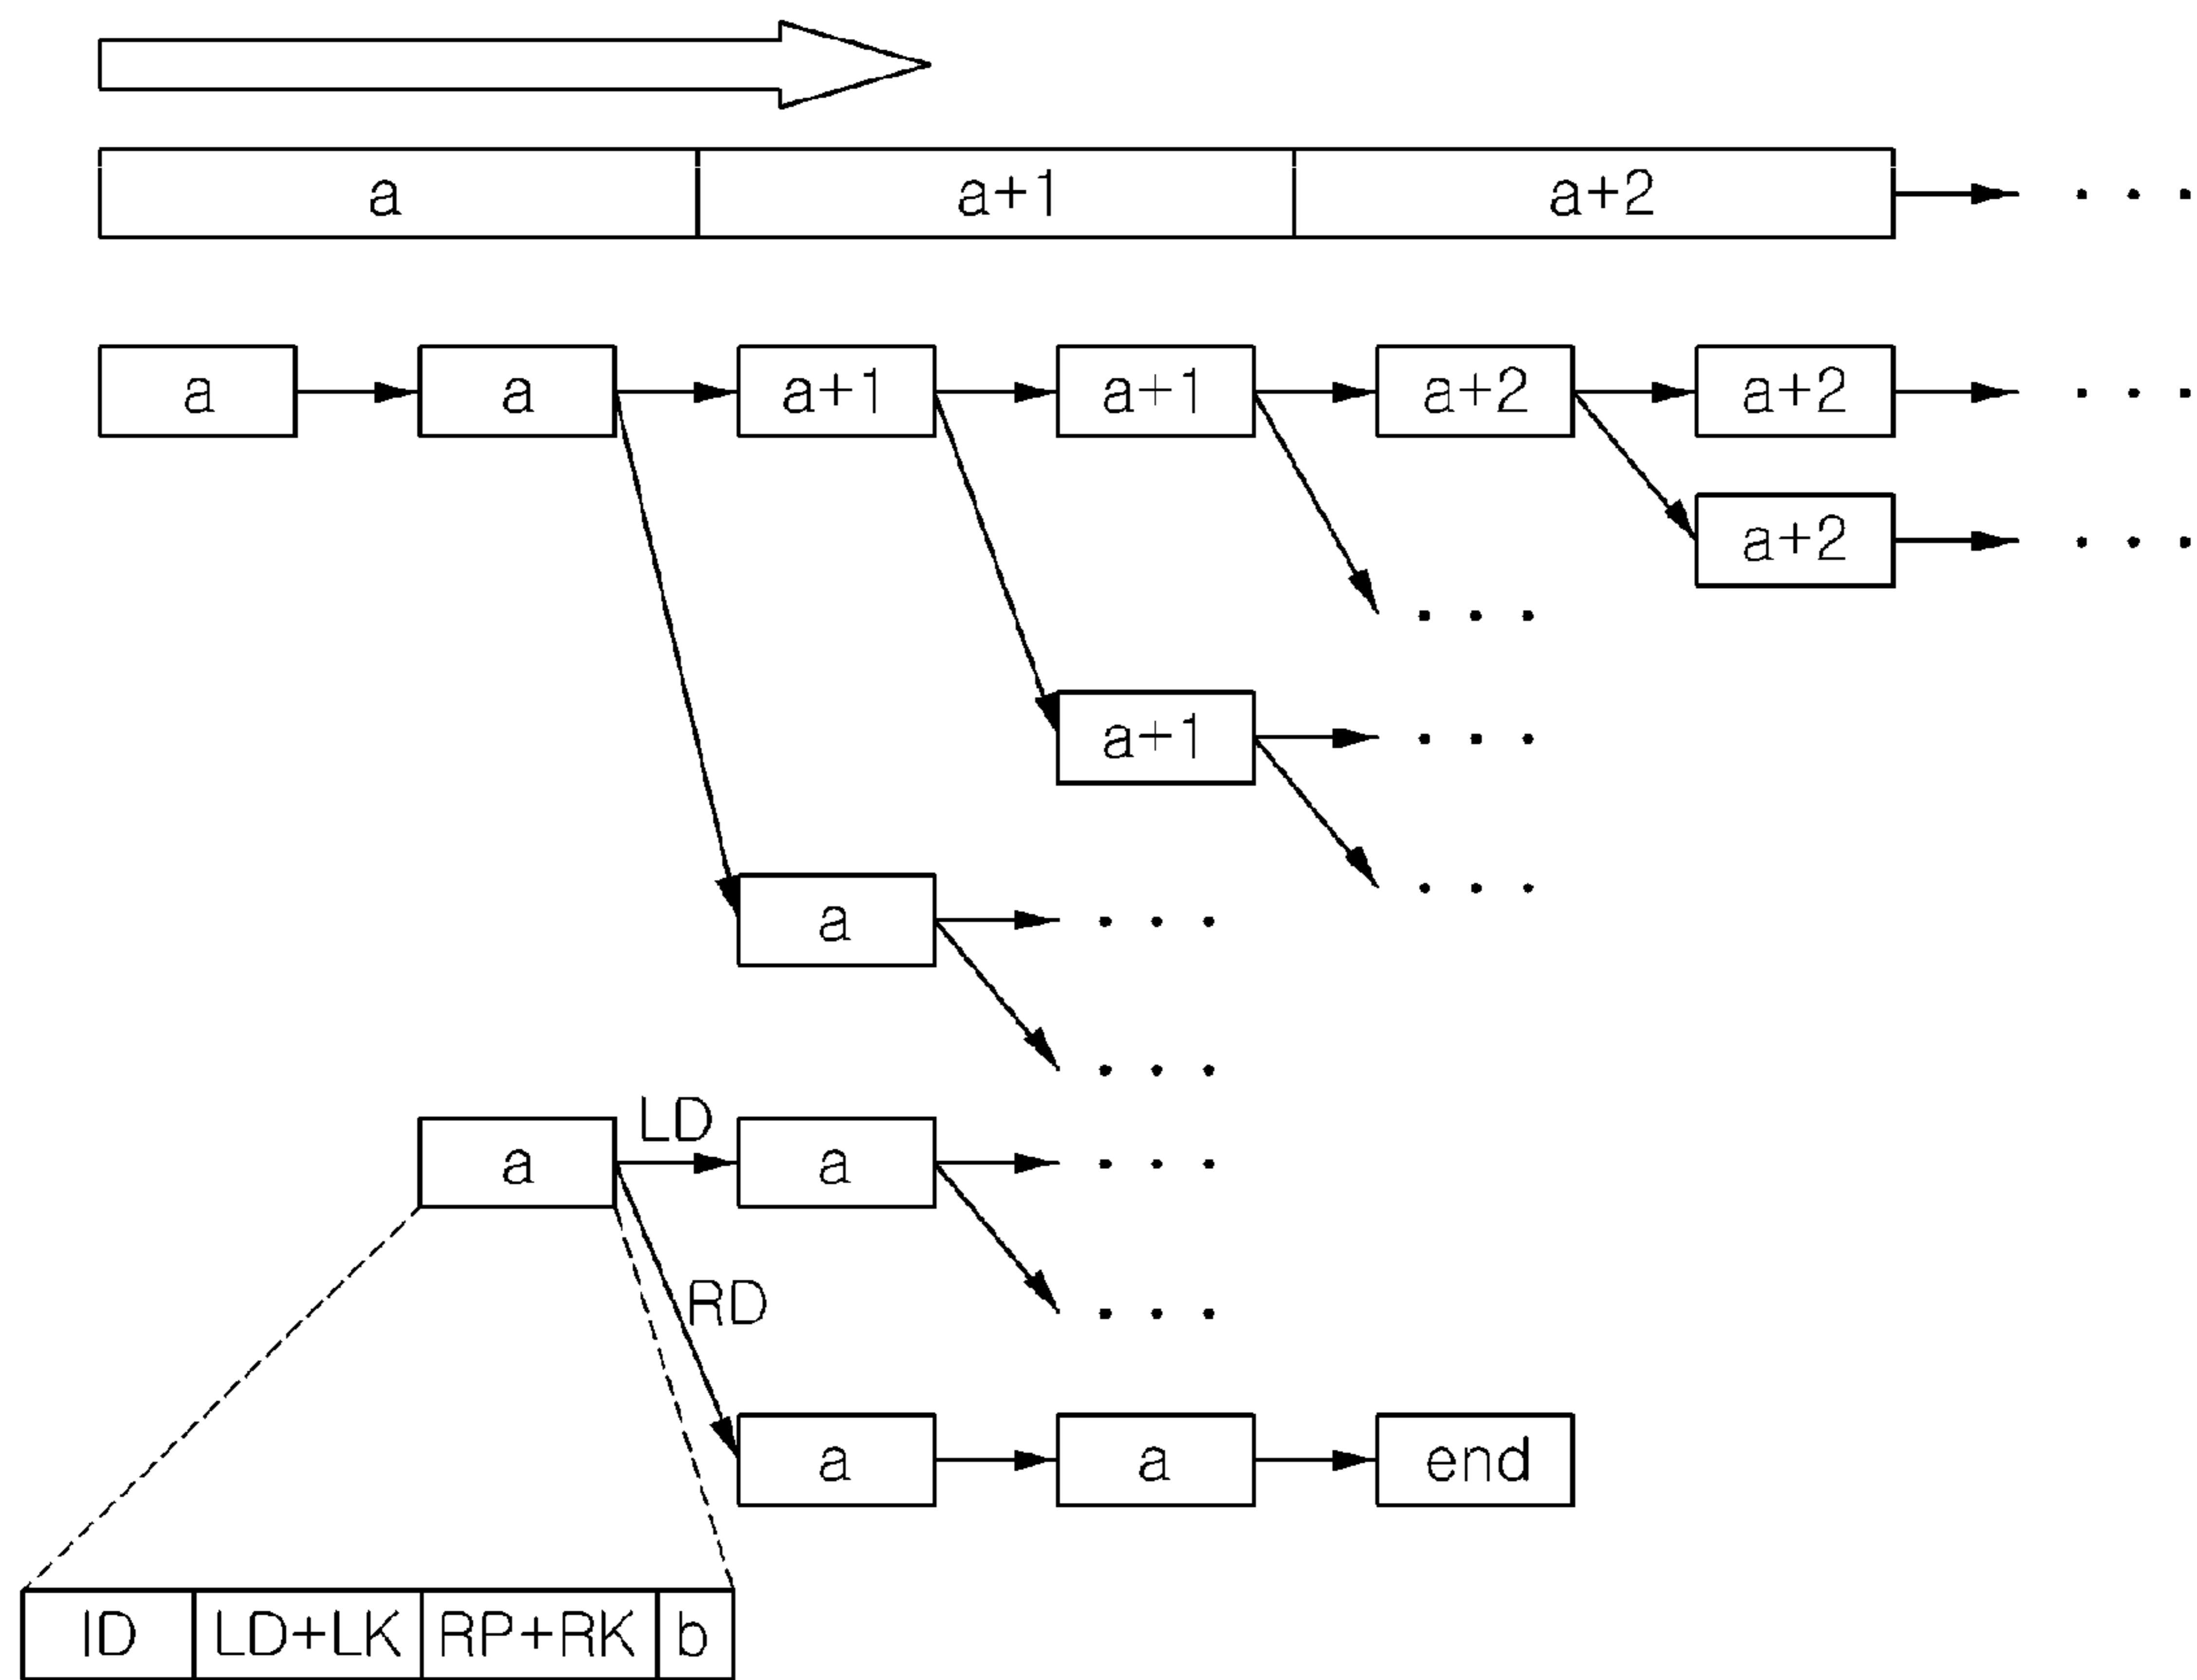 a a+1 a+2 . . .
a a a+1 a+1 a+2 a+2 . . .
a+2 . . .
. . .
a+1 . . .
. . .
a . . .
. . .
LD
a a . . .
RD
. . .
a a end
ID LD+LK RP+RK b